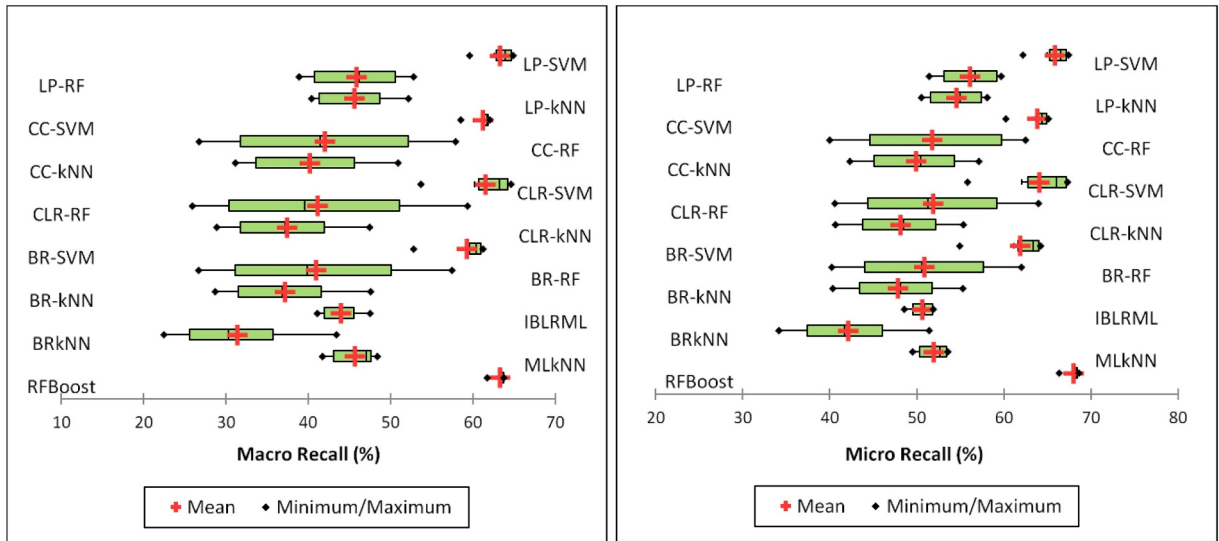 LP-SVM
LP-RF
LP-kNN
CC-SVM
CC-RF
CC-kNN
CLR-SVM
CLR-RF
CLR-kNN
BR-SVM
BR-RF
BR-kNN
IBLRML
BRkNN
MLkNN
RFBoost
10 20 30 40 50 60 70
Macro Recall (%)
Mean Minimum/Maximum
LP-SVM
LP-RF
LP-kNN
CC-SVM
CC-RF
CC-kNN
CLR-SVM
CLR-RF
CLR-kNN
BR-SVM
BR-RF
BR-kNN
IBLRML
BRkNN
MLkNN
RFBoost
20 30 40 50 60 70 80
Micro Recall (%)
Mean Minimum/Maximum